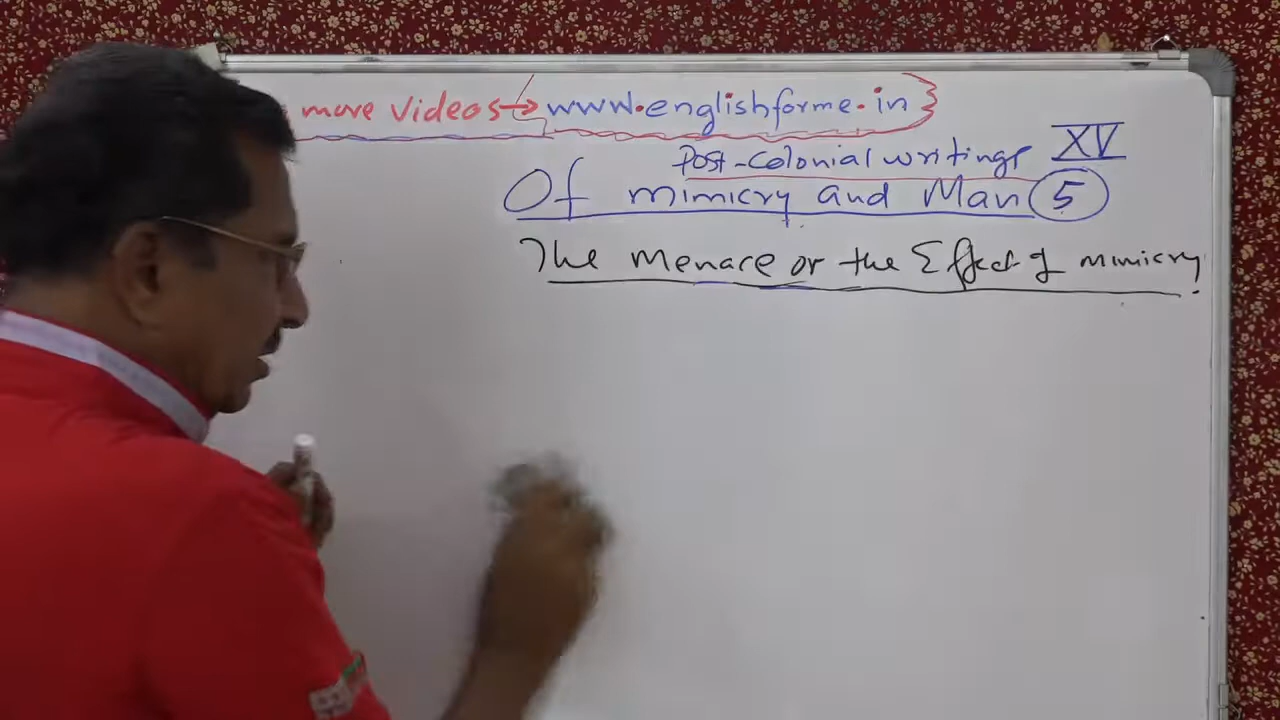 more videos → www.englishforme.in
Post-Colonial writings XV
Of mimicry and Man 5
The Menace or the Effect of mimicry.